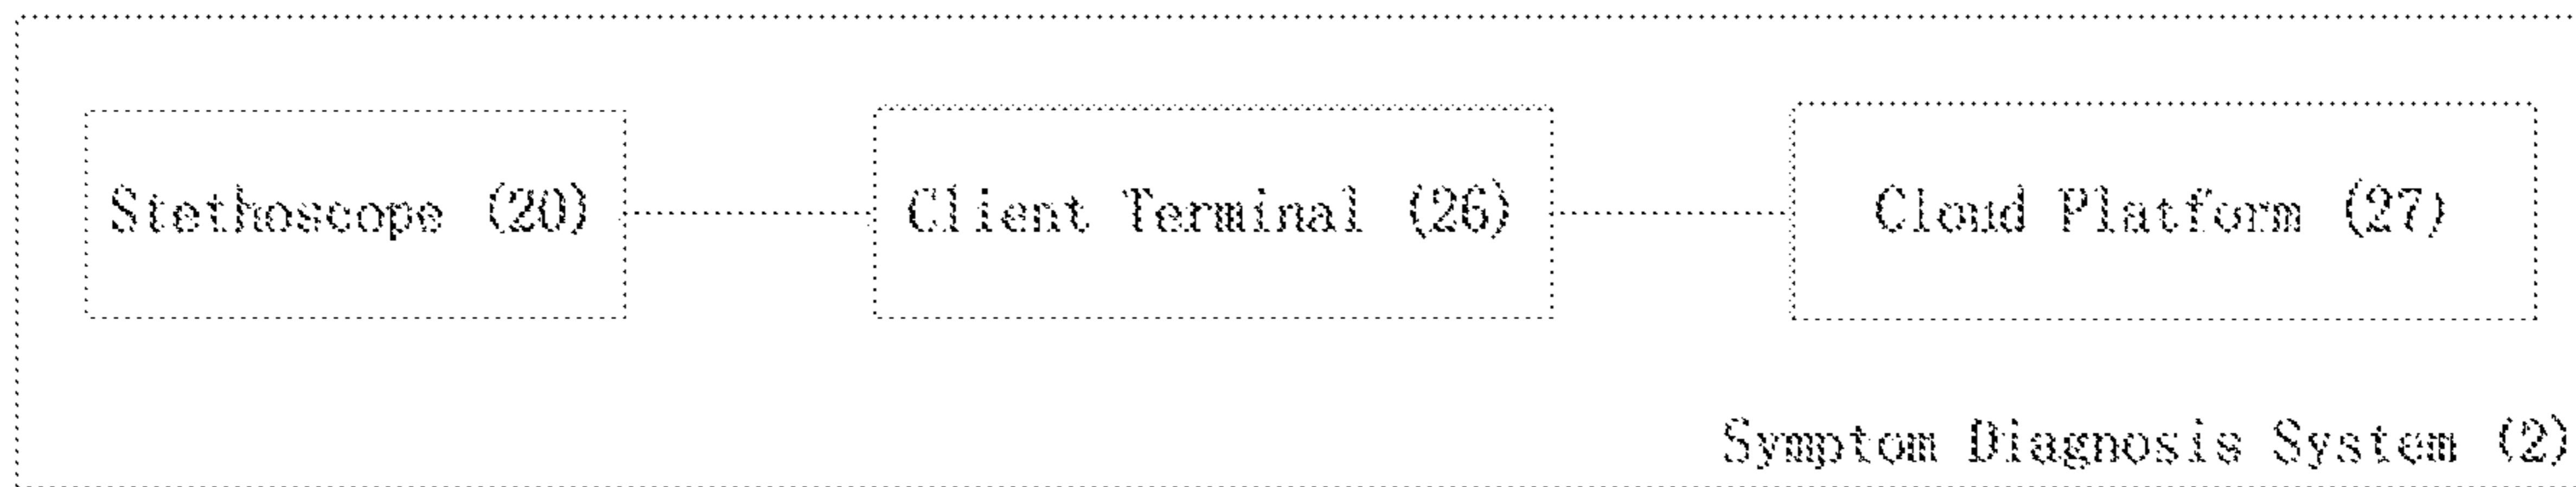 Stethoscope (20)
Client Terminal (26)
Cloud Platform (27)
Symptom Diagnosis System (2)